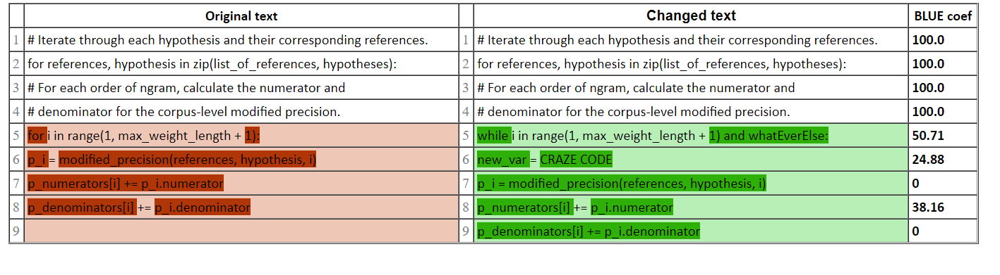 Original text Changed text BLUE coef
1 # Iterate through each hypothesis and their corresponding references. 1 # Iterate through each hypothesis and their corresponding references. 100.0
2 for references, hypothesis in zip(list_of_references, hypotheses): 2 for references, hypothesis in zip(list_of_references, hypotheses): 100.0
3 # For each order of ngram, calculate the numerator and 3 # For each order of ngram, calculate the numerator and 100.0
4 # denominator for the corpus-level modified precision. 4 # denominator for the corpus-level modified precision. 100.0
5 for i in range(1, max_weight_length + 1): 5 while i in range(1, max_weight_length + 1) and whatEverElse: 50.71
6 p_i = modified_precision(references, hypothesis, i) 6 new_var = CRAZE CODE 24.88
7 p_numerators[i] += p_i.numerator 7 p_i = modified_precision(references, hypothesis, i) 0
8 p_denominators[i] += p_i.denominator 8 p_numerators[i] += p_i.numerator 38.16
9 9 p_denominators[i] += p_i.denominator 0